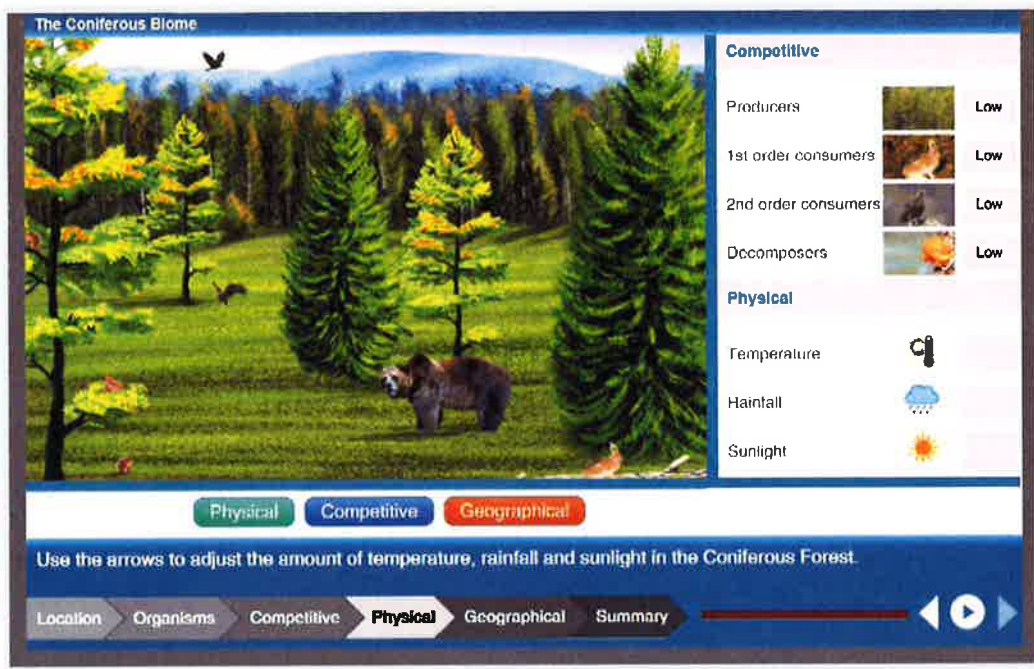 The Coniferous Biome
Competitive
Producers Low
1st order consumers Low
2nd order consumers Low
Decomposers Low
Physical
Temperature
Rainfall
Sunlight
Physical Competitive Geographical
Use the arrows to adjust the amount of temperature, rainfall and sunlight in the Coniferous Forest.
Location Organisms Competitive Physical Geographical Summary